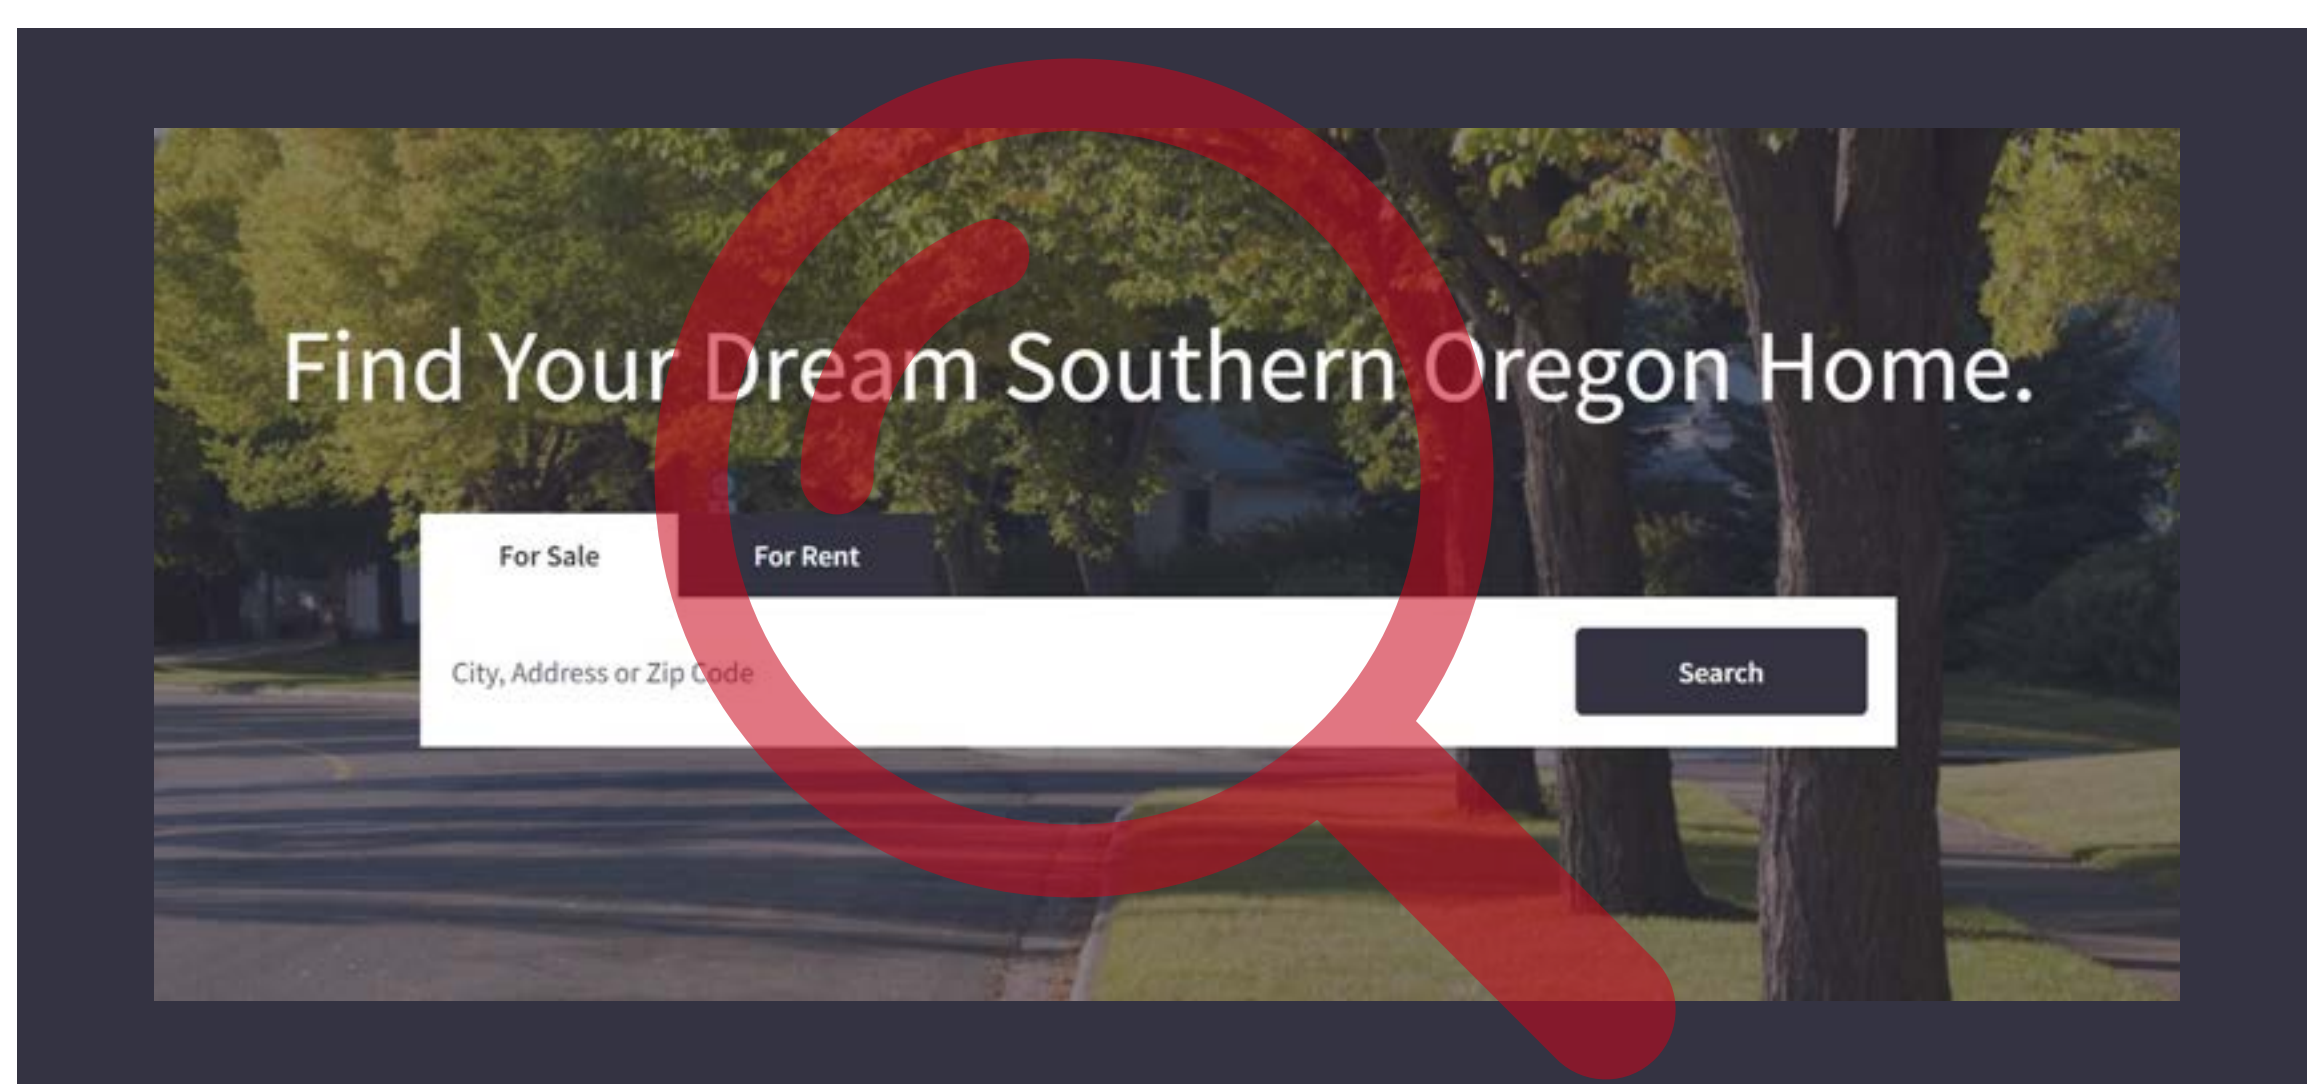 Find Your Dream Southern Oregon Home.
For Sale
For Rent
City, Address or Zip Code
Search